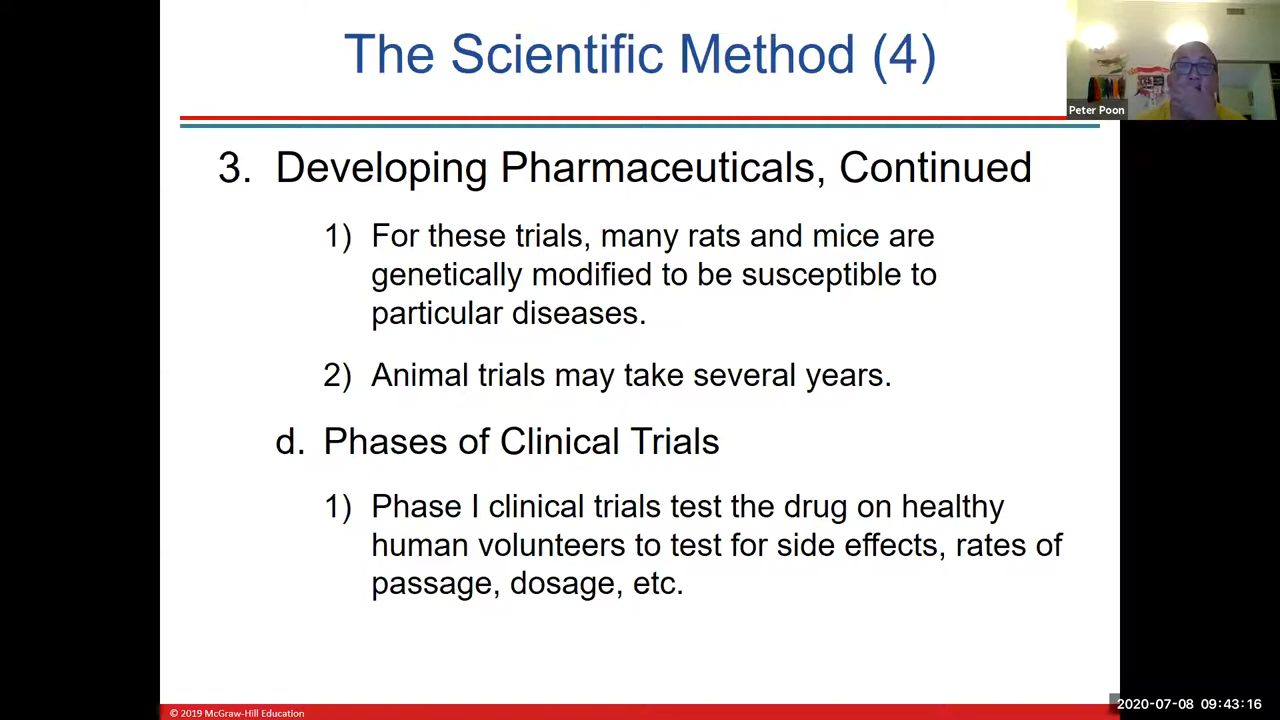 The Scientific Method (4)
Peter Poon
3. Developing Pharmaceuticals, Continued
1) For these trials, many rats and mice are
genetically modified to be susceptible to
particular diseases.
2) Animal trials may take several years.
d. Phases of Clinical Trials
1) Phase I clinical trials test the drug on healthy
human volunteers to test for side effects, rates of
passage, dosage, etc.
© 2019 McGraw-Hill Education
2020-07-08 09:43:16